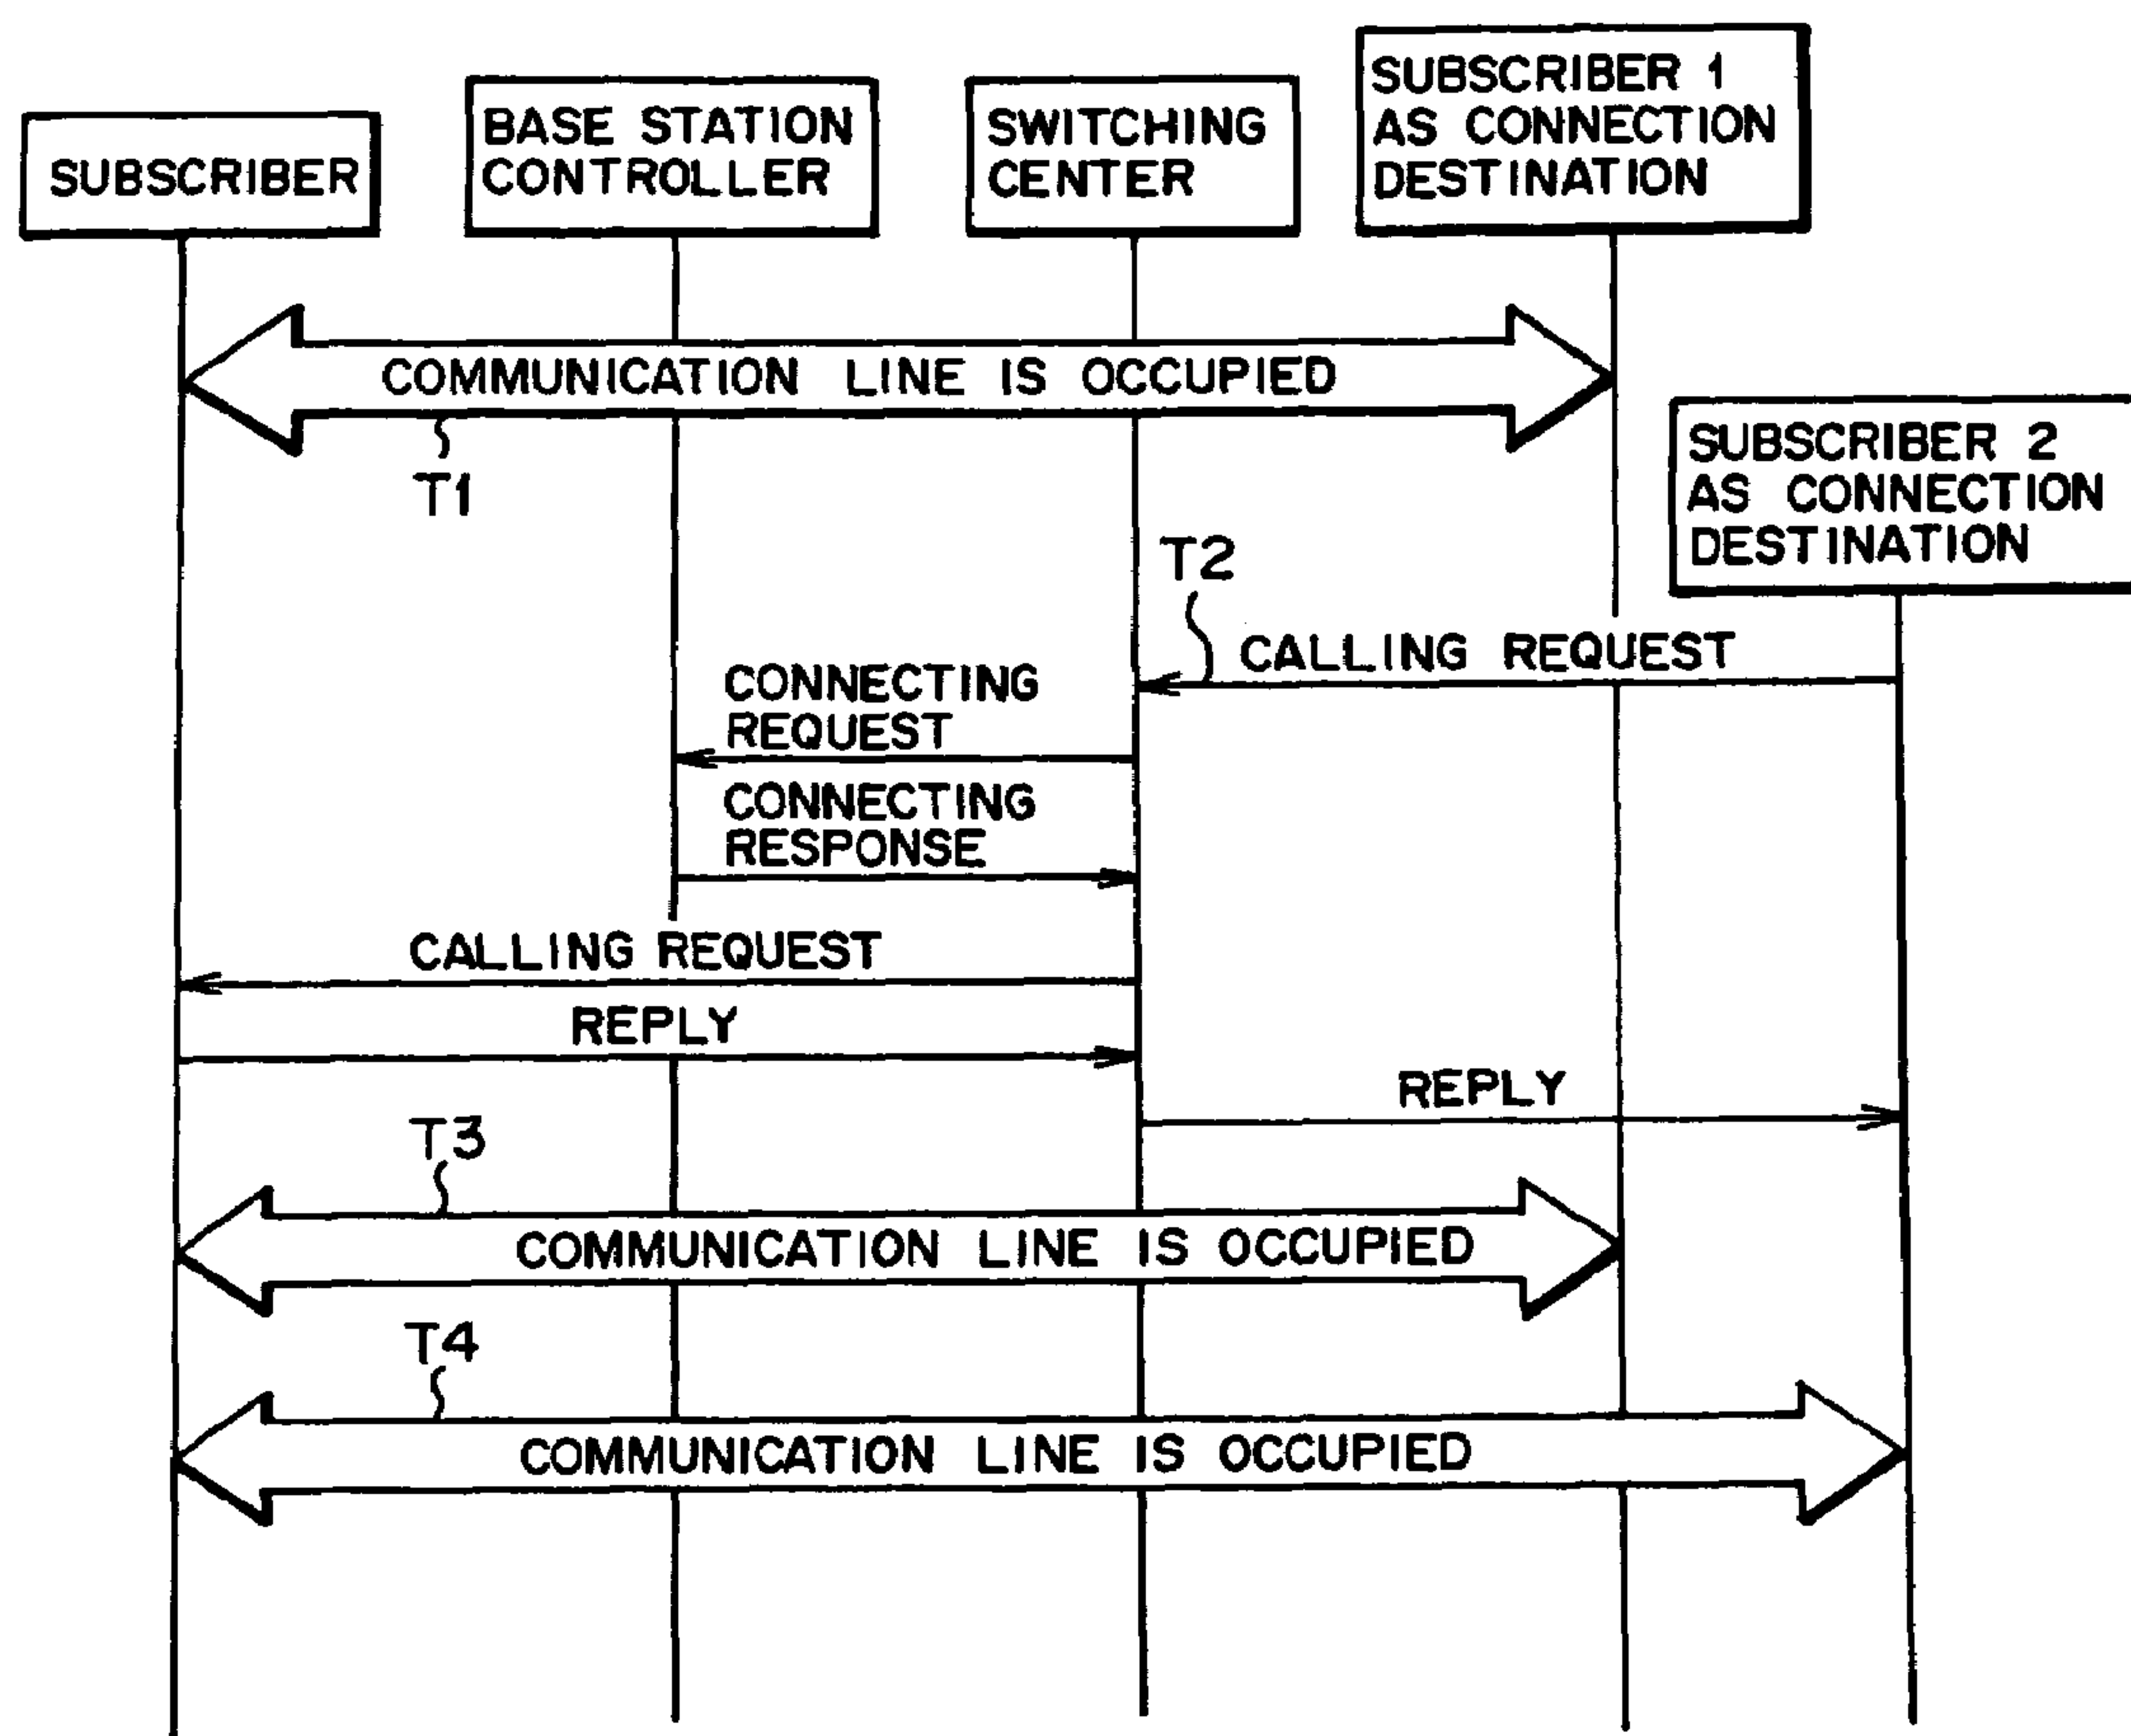 SUBSCRIBER
BASE STATION
CONTROLLER
SWITCHING
CENTER
SUBSCRIBER 1
AS CONNECTION
DESTINATION
COMMUNICATION LINE IS OCCUPIED
T1
SUBSCRIBER 2
AS CONNECTION
DESTINATION
T2
CALLING REQUEST
CONNECTING
REQUEST
CONNECTING
RESPONSE
CALLING REQUEST
REPLY
REPLY
T3
COMMUNICATION LINE IS OCCUPIED
T4
COMMUNICATION LINE IS OCCUPIED